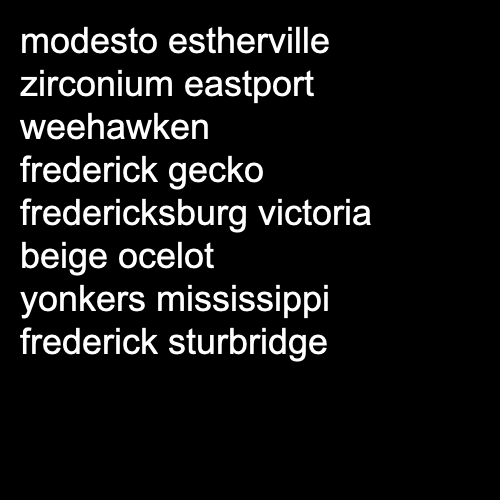 modesto estherville
zirconium eastport
weehawken
frederick gecko
fredericksburg victoria
beige ocelot
yonkers mississippi
frederick sturbridge